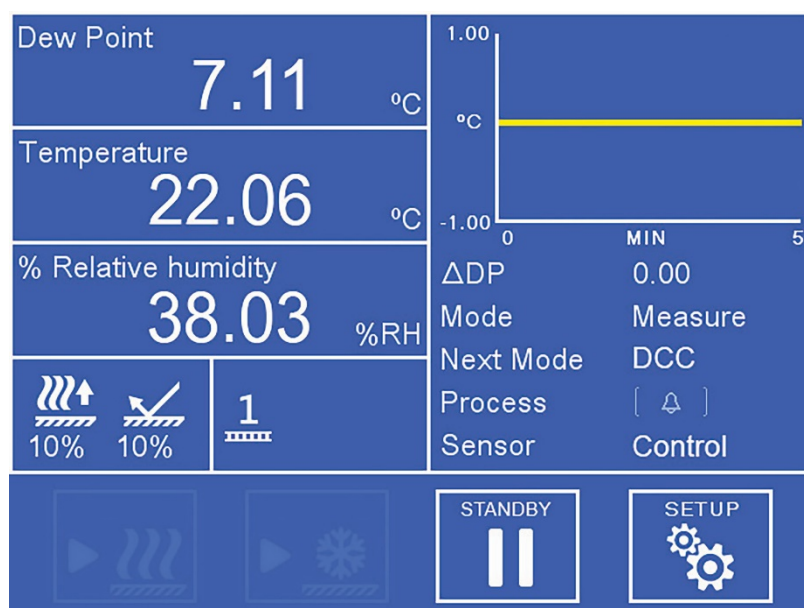 Dew Point
7.11 ºC
Temperature
22.06 ºC
% Relative humidity
38.03 %RH
10% 10%
1
1.00
ºC
-1.00
0 MIN 5
ΔDP 0.00
Mode Measure
Next Mode DCC
Process [ ]
Sensor Control
STANDBY
SETUP